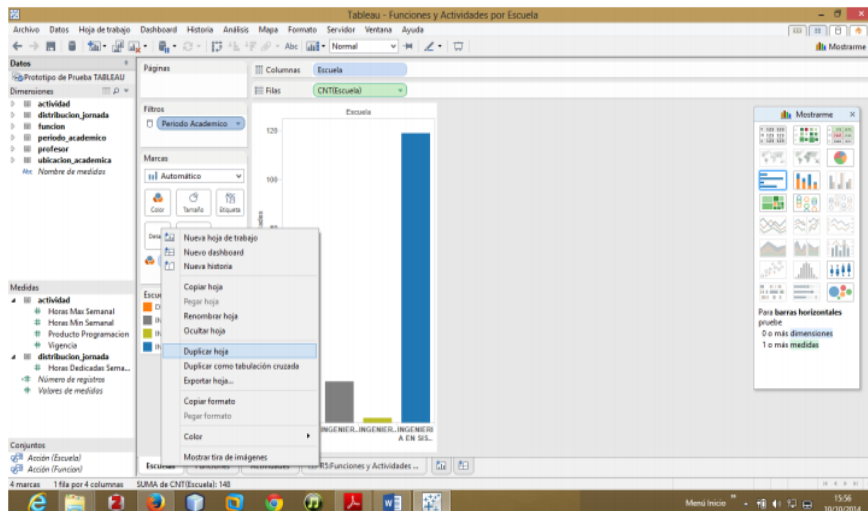 Tableau - Funciones y Actividades por Escuela
Archivo Datos Hoja de trabajo Dashboard Historia Análisis Mapa Formato Servidor Ventana Ayuda
Abc Normal Mostrarme
Datos
Prototipo de Prueba TABLEAU
Dimensiones
actividad
distribucion_jornada
funcion
periodo_academico
profesor
ubicacion_academica
Abc Nombre de medidas
Medidas
actividad
Horas Max Semanal
Horas Min Semanal
Producto Programacion
Vigencia
distribucion_jornada
Horas Dedicadas Sema...
Número de registros
Valores de medidas
Conjuntos
Acción (Escuela)
Acción (Funcion)
Páginas
Filtros
Periodo Academico
Marcas
Automático
Color Tamaño Etiqueta
Columnas Escuela
Filas CNT(Escuela)
Escuela
120
100
INGENIER.. INGENIER.. INGENIERI
A EN SIS...
Nueva hoja de trabajo
Nuevo dashboard
Nueva historia
Copiar hoja
Pegar hoja
Renombrar hoja
Ocultar hoja
Duplicar hoja
Duplicar como tabulación cruzada
Exportar hoja...
Copiar formato
Pegar formato
Color
Mostrar tira de imágenes
Mostrarme
Para barras horizontales
pruebe
0 o más dimensiones
1 o más medidas
Escuelas Funciones Actividades R5:Funciones y Actividades ...
4 marcas 1 fila por 4 columnas SUMA de CNT(Escuela): 148
Menú Inicio
15:56
10/10/2014